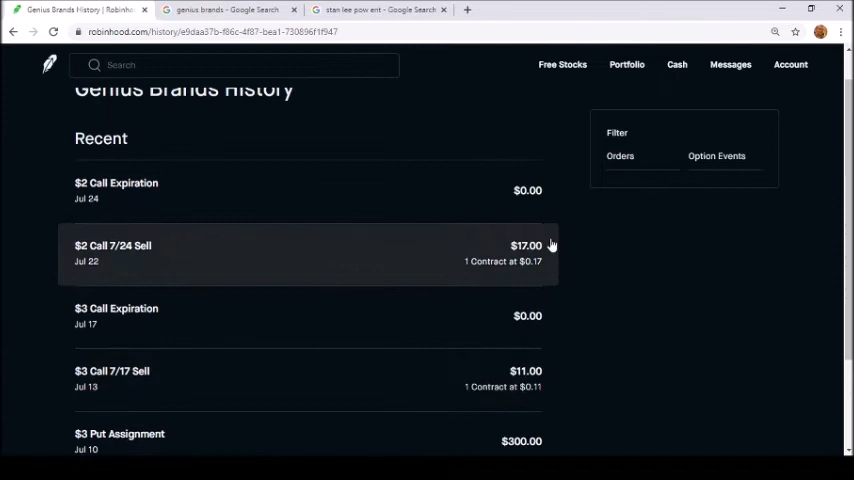 Genius Brands History | Robinho
genius brands - Google Search
stan lee pow ent - Google Search
robinhood.com/history/e9daa37b-f86c-4f87-bea1-730896f1f947
Search
Free Stocks
Portfolio
Cash
Messages
Account
Genius Brands History
Recent
Filter
Orders
Option Events
$2 Call Expiration
Jul 24
$0.00
$2 Call 7/24 Sell
Jul 22
$17.00
1 Contract at $0.17
$3 Call Expiration
Jul 17
$0.00
$3 Call 7/17 Sell
Jul 13
$11.00
1 Contract at $0.11
$3 Put Assignment
Jul 10
$300.00